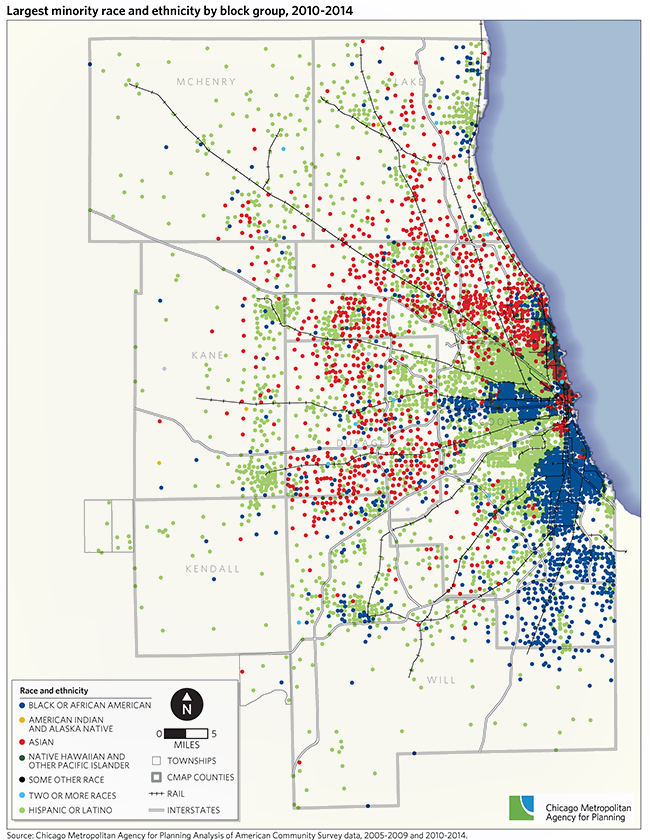 Largest minority race and ethnicity by block group, 2010-2014
MCHENRY
LAKE
KANE
COOK
DUPAGE
KENDALL
WILL
Race and ethnicity
BLACK OR AFRICAN AMERICAN
AMERICAN INDIAN
AND ALASKA NATIVE
ASIAN
NATIVE HAWAIIAN AND
OTHER PACIFIC ISLANDER
SOME OTHER RACE
TWO OR MORE RACES
HISPANIC OR LATINO
N
0 5
MILES
TOWNSHIPS
CMAP COUNTIES
RAIL
INTERSTATES
Chicago Metropolitan
Agency for Planning
Source: Chicago Metropolitan Agency for Planning Analysis of American Community Survey data, 2005-2009 and 2010-2014.